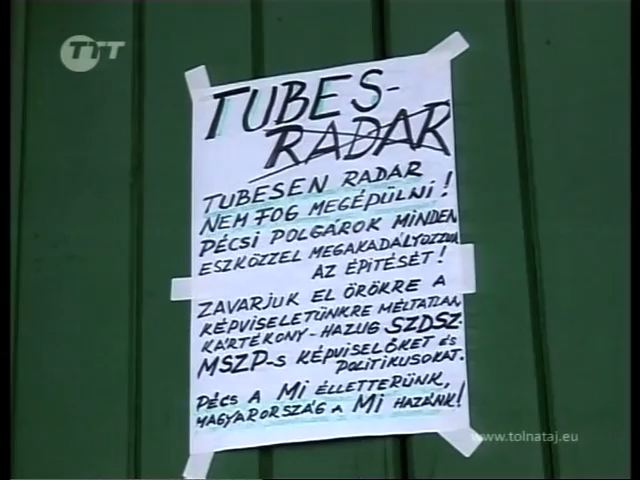 TTT
TUBES-
RADAR
TUBESEN RADAR
NEM FOG MEGÉPÜLNI!
PÉCSI POLGÁROK MINDEN
ESZKÖZZEL MEGAKADÁLYOZZUK
AZ ÉPITÉSÉT!
ZAVARJUK EL ÖRÖKRE A
KÉPVISELETÜNKRE MÉLTATLAN
KÁRTÉKONY-HAZUG SZDSZ-
MSZP-S KÉPVISELŐKET ÉS
POLITIKUSOKAT.
PÉCS A MI ÉLLETTERÜNK,
MAGYARORSZÁG A MI HAZÁNK!
www.tolnataj.eu